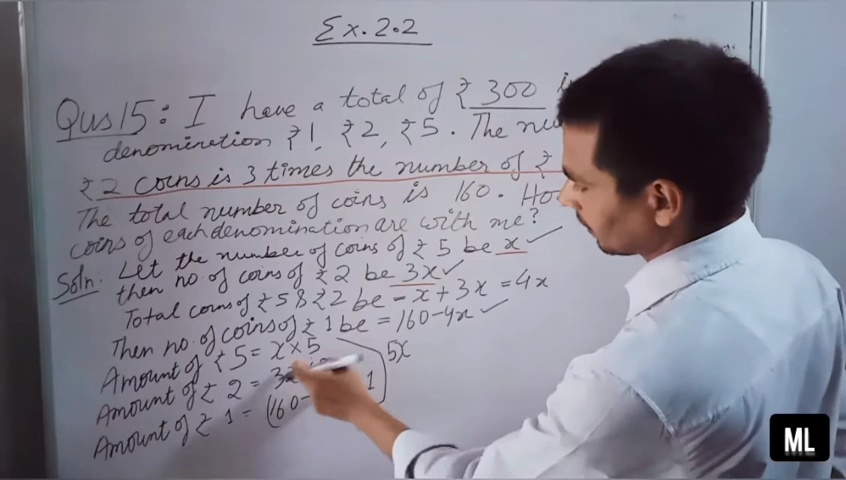 Ex. 2.2
Qus 15: I have a total of ₹ 300
denomination ₹1, ₹2, ₹5. The
₹2 coins is 3 times the number of ₹
The total number of coins is 160.
coins of each denomination are with me?
Soln: Let the number of coins of ₹ 5 be x ✓
then no. of coins of ₹ 2 be 3x ✓
Total coins of ₹ 5 & ₹2 be - x + 3x = 4x
Then no. of coins of ₹ 1 be = 160-4x ✓
Amount of ₹ 5 = x × 5 5x
Amount of ₹ 2 =
Amount of ₹ 1 = (160- 1)
ML